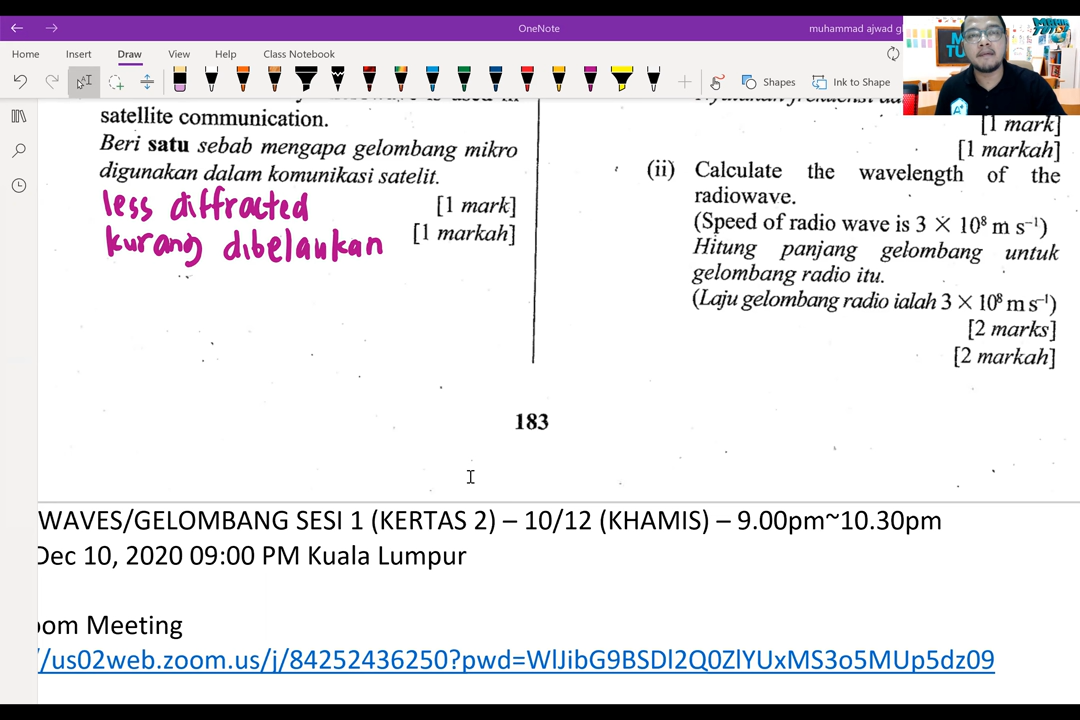 OneNote
muhammad ajwad
Home Insert Draw View Help Class Notebook
Shapes Ink to Shape
satellite communication.
Beri satu sebab mengapa gelombang mikro
digunakan dalam komunikasi satelit.
less diffracted [1 mark]
kurang dibelaukan [1 markah]
[1 mark]
[1 markah]
(ii) Calculate the wavelength of the
radiowave.
(Speed of radio wave is 3 × 10⁸ m s⁻¹)
Hitung panjang gelombang untuk
gelombang radio itu.
(Laju gelombang radio ialah 3 × 10⁸ m s⁻¹)
[2 marks]
[2 markah]
183
WAVES/GELOMBANG SESI 1 (KERTAS 2) – 10/12 (KHAMIS) – 9.00pm~10.30pm
Dec 10, 2020 09:00 PM Kuala Lumpur
oom Meeting
//us02web.zoom.us/j/84252436250?pwd=WlJibG9BSDl2Q0ZlYUxMS3o5MUp5dz09